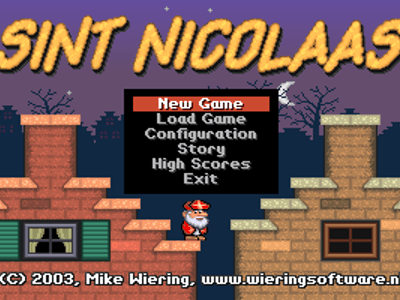 SINT NICOLAAS
New Game
Load Game
Configuration
Story
High Scores
Exit
(C) 2003, Mike Wiering, www.wieringsoftware.n